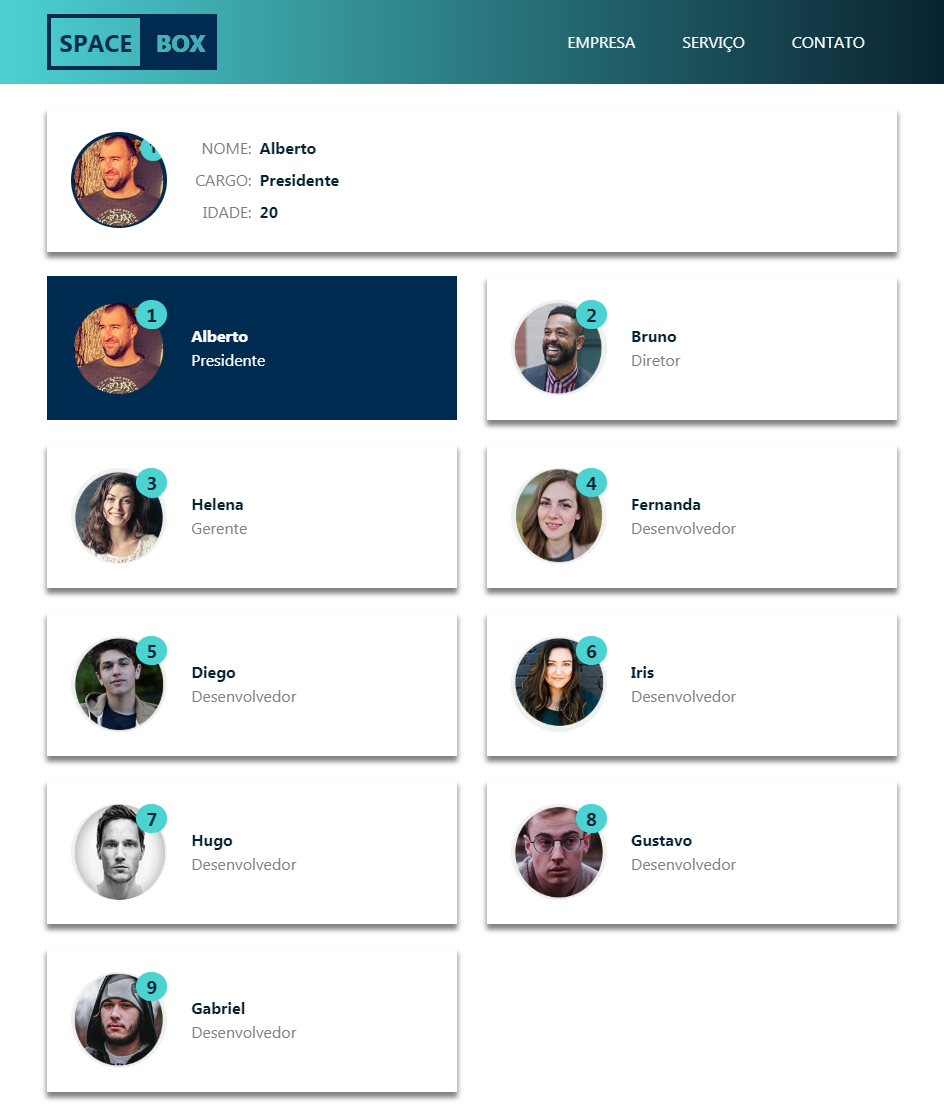 SPACE BOX
EMPRESA SERVIÇO CONTATO
1
NOME: Alberto
CARGO: Presidente
IDADE: 20
1
Alberto
Presidente
2
Bruno
Diretor
3
Helena
Gerente
4
Fernanda
Desenvolvedor
5
Diego
Desenvolvedor
6
Iris
Desenvolvedor
7
Hugo
Desenvolvedor
8
Gustavo
Desenvolvedor
9
Gabriel
Desenvolvedor